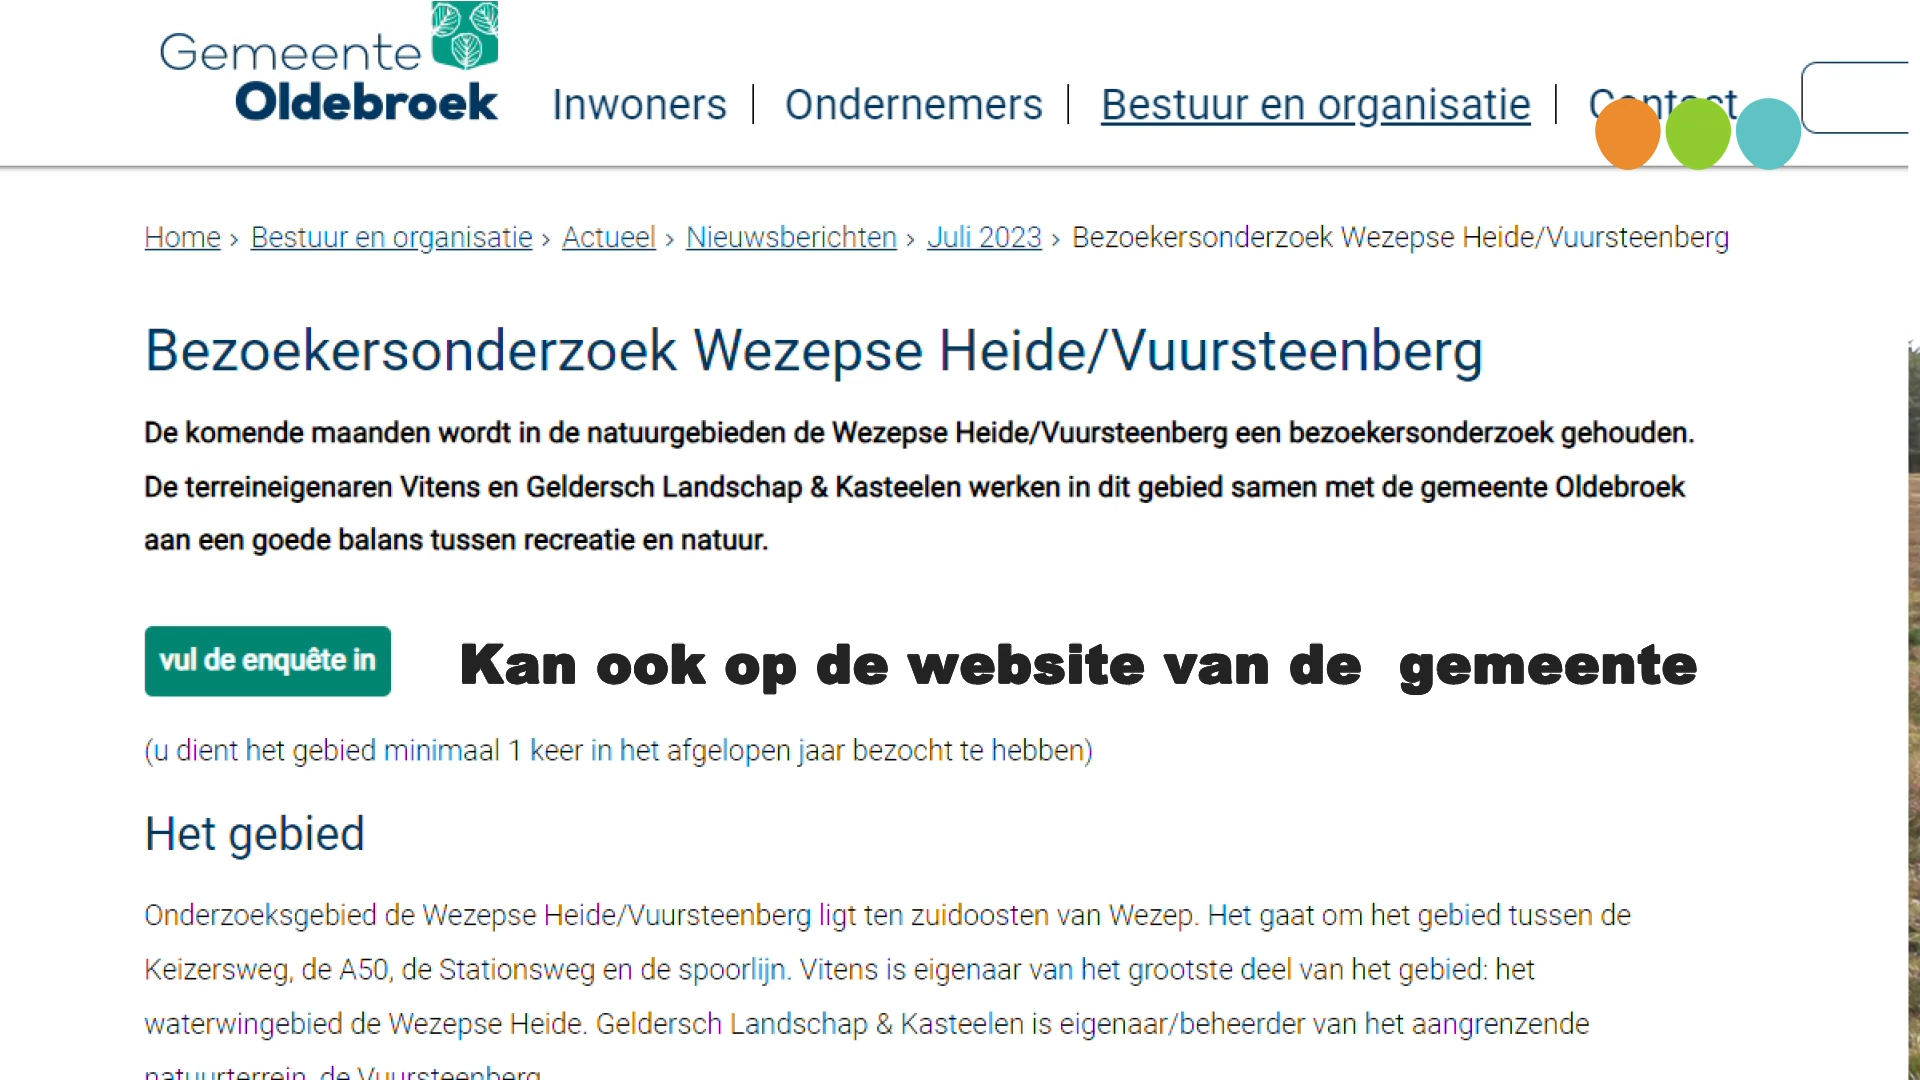 Gemeente
Oldebroek
Inwoners
Ondernemers
Bestuur en organisatie
Contact
Home › Bestuur en organisatie › Actueel › Nieuwsberichten › Juli 2023 › Bezoekersonderzoek Wezepse Heide/Vuursteenberg
Bezoekersonderzoek Wezepse Heide/Vuursteenberg
De komende maanden wordt in de natuurgebieden de Wezepse Heide/Vuursteenberg een bezoekersonderzoek gehouden.
De terreineigenaren Vitens en Geldersch Landschap & Kasteelen werken in dit gebied samen met de gemeente Oldebroek
aan een goede balans tussen recreatie en natuur.
vul de enquête in
Kan ook op de website van de gemeente
(u dient het gebied minimaal 1 keer in het afgelopen jaar bezocht te hebben)
Het gebied
Onderzoeksgebied de Wezepse Heide/Vuursteenberg ligt ten zuidoosten van Wezep. Het gaat om het gebied tussen de
Keizersweg, de A50, de Stationsweg en de spoorlijn. Vitens is eigenaar van het grootste deel van het gebied: het
waterwingebied de Wezepse Heide. Geldersch Landschap & Kasteelen is eigenaar/beheerder van het aangrenzende
natuurterrein, de Vuursteenberg.